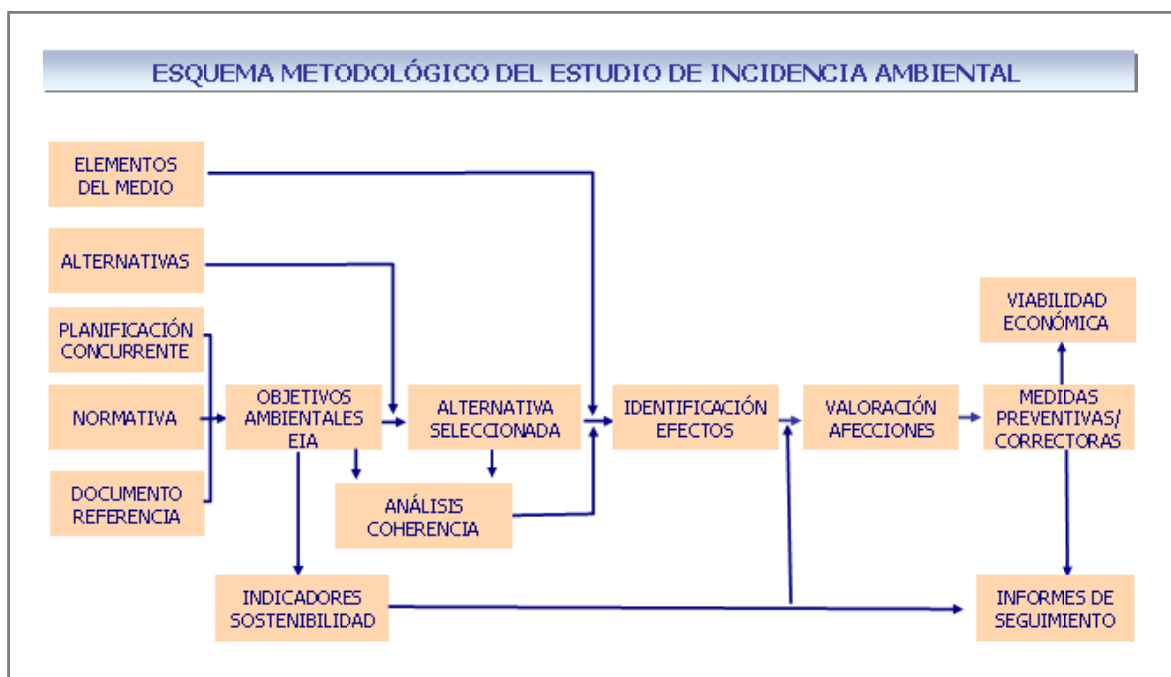 ESQUEMA METODOLÓGICO DEL ESTUDIO DE INCIDENCIA AMBIENTAL
ELEMENTOS
DEL MEDIO
ALTERNATIVAS
PLANIFICACIÓN
CONCURRENTE
NORMATIVA
DOCUMENTO
REFERENCIA
OBJETIVOS
AMBIENTALES
EIA
ALTERNATIVA
SELECCIONADA
ANÁLISIS
COHERENCIA
INDICADORES
SOSTENIBILIDAD
IDENTIFICACIÓN
EFECTOS
VALORACIÓN
AFECCIONES
VIABILIDAD
ECONÓMICA
MEDIDAS
PREVENTIVAS/
CORRECTORAS
INFORMES DE
SEGUIMIENTO